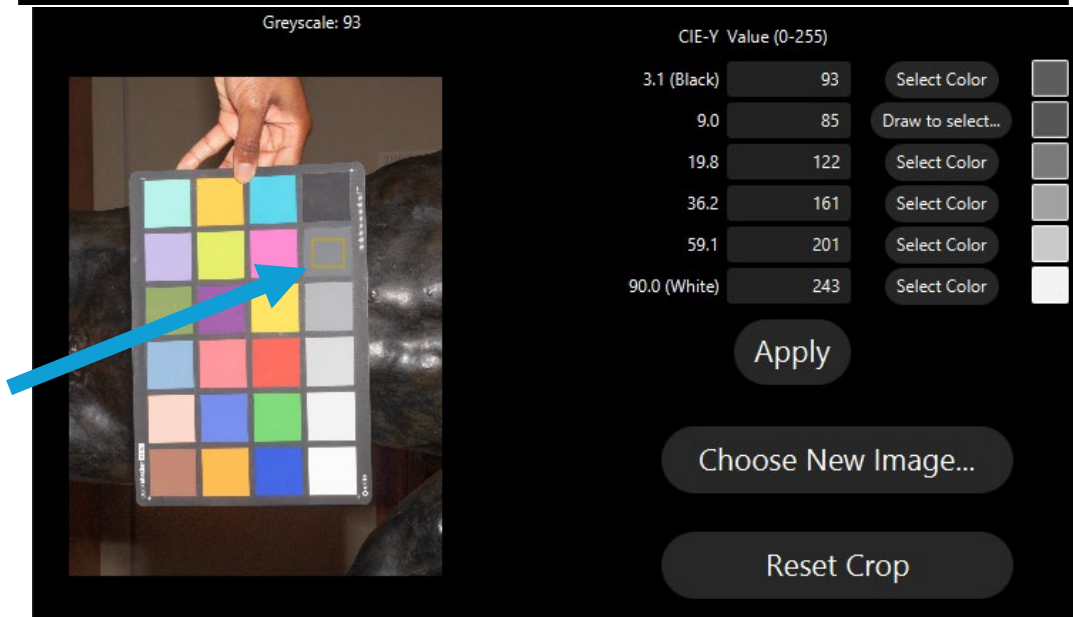 Greyscale: 93
CIE-Y Value (0-255)
3.1 (Black) 93 Select Color
9.0 85 Draw to select...
19.8 122 Select Color
36.2 161 Select Color
59.1 201 Select Color
90.0 (White) 243 Select Color
Apply
Choose New Image...
Reset Crop